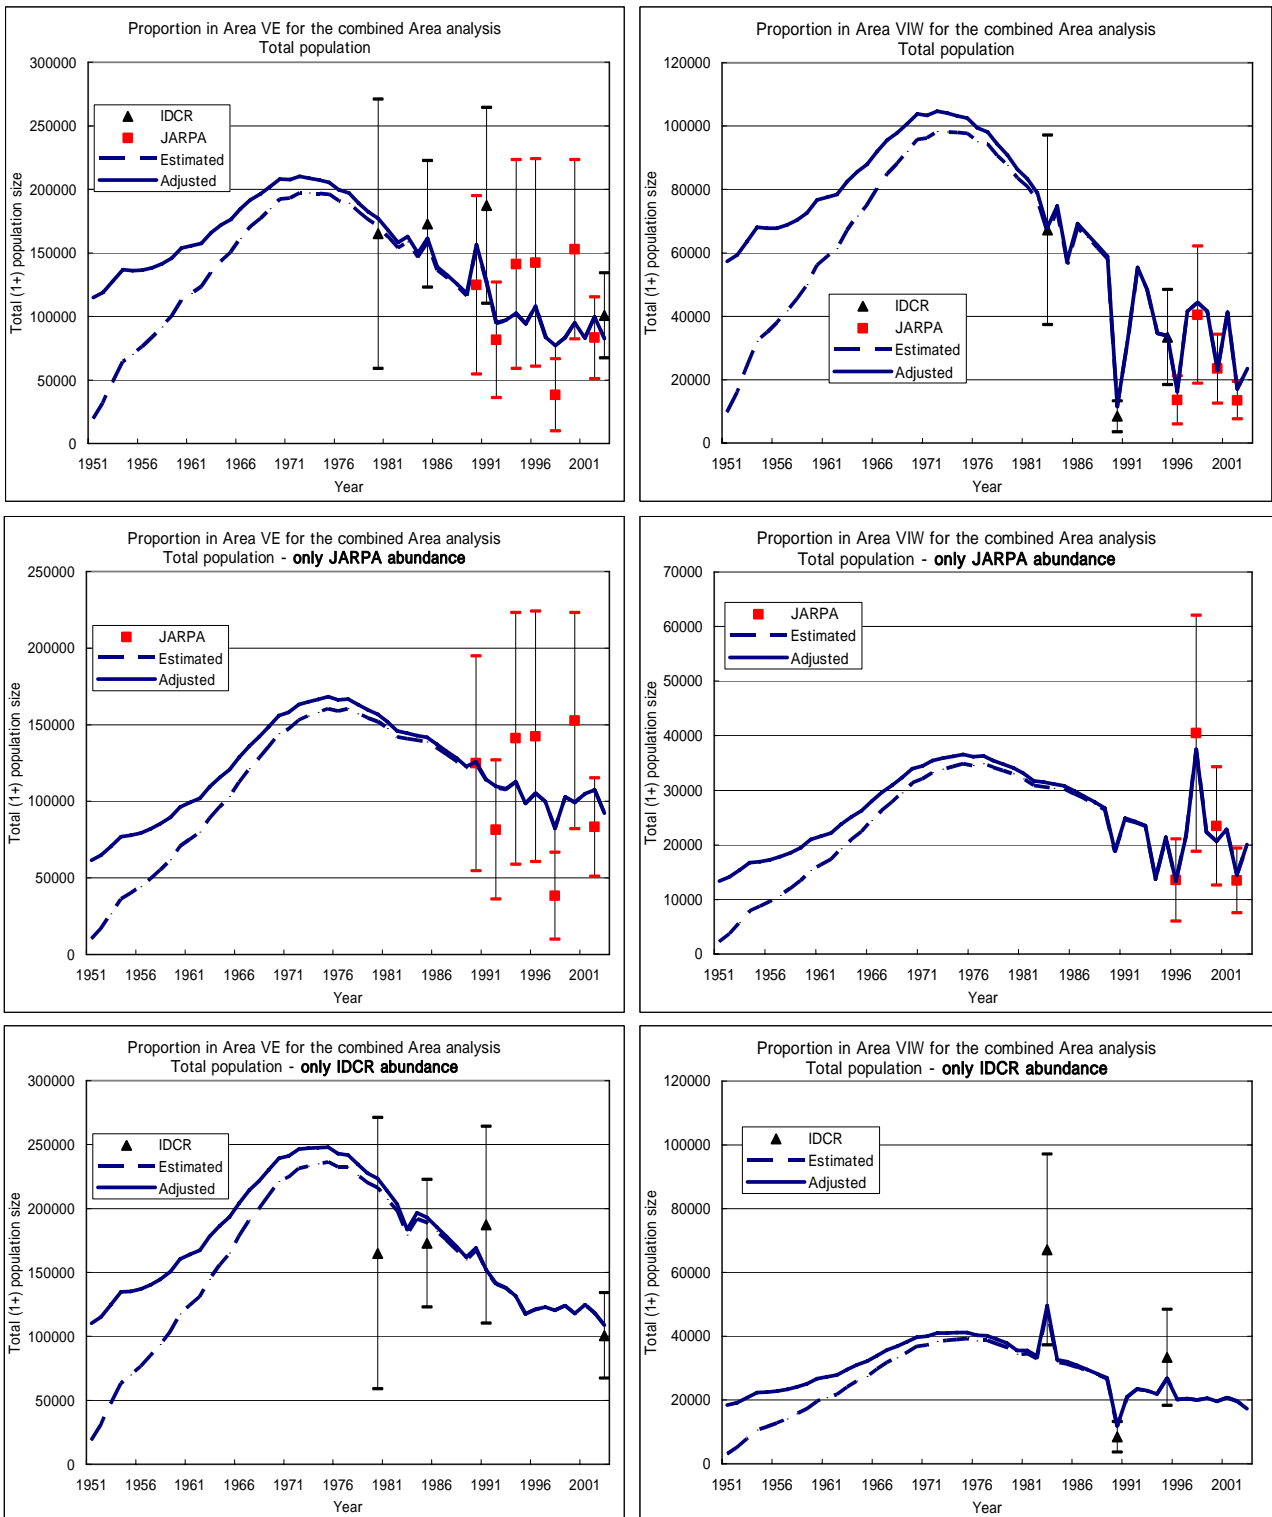 Proportion in Area VE for the combined Area analysis
Total population
Total (1+) population size
300000
250000
200000
150000
100000
50000
0
IDCR
JARPA
Estimated
Adjusted
1951 1956 1961 1966 1971 1976 1981 1986 1991 1996 2001
Year
Proportion in Area VIW for the combined Area analysis
Total population
Total (1+) population size
120000
100000
80000
60000
40000
20000
0
IDCR
JARPA
Estimated
Adjusted
1951 1956 1961 1966 1971 1976 1981 1986 1991 1996 2001
Year
Proportion in Area VE for the combined Area analysis
Total population - only JARPA abundance
Total (1+) population size
250000
200000
150000
100000
50000
0
JARPA
Estimated
Adjusted
1951 1956 1961 1966 1971 1976 1981 1986 1991 1996 2001
Year
Proportion in Area VIW for the combined Area analysis
Total population - only JARPA abundance
Total (1+) population size
70000
60000
50000
40000
30000
20000
10000
0
JARPA
Estimated
Adjusted
1951 1956 1961 1966 1971 1976 1981 1986 1991 1996 2001
Year
Proportion in Area VE for the combined Area analysis
Total population - only IDCR abundance
Total (1+) population size
300000
250000
200000
150000
100000
50000
0
IDCR
Estimated
Adjusted
1951 1956 1961 1966 1971 1976 1981 1986 1991 1996 2001
Year
Proportion in Area VIW for the combined Area analysis
Total population - only IDCR abundance
Total (1+) population size
120000
100000
80000
60000
40000
20000
0
IDCR
Estimated
Adjusted
1951 1956 1961 1966 1971 1976 1981 1986 1991 1996 2001
Year